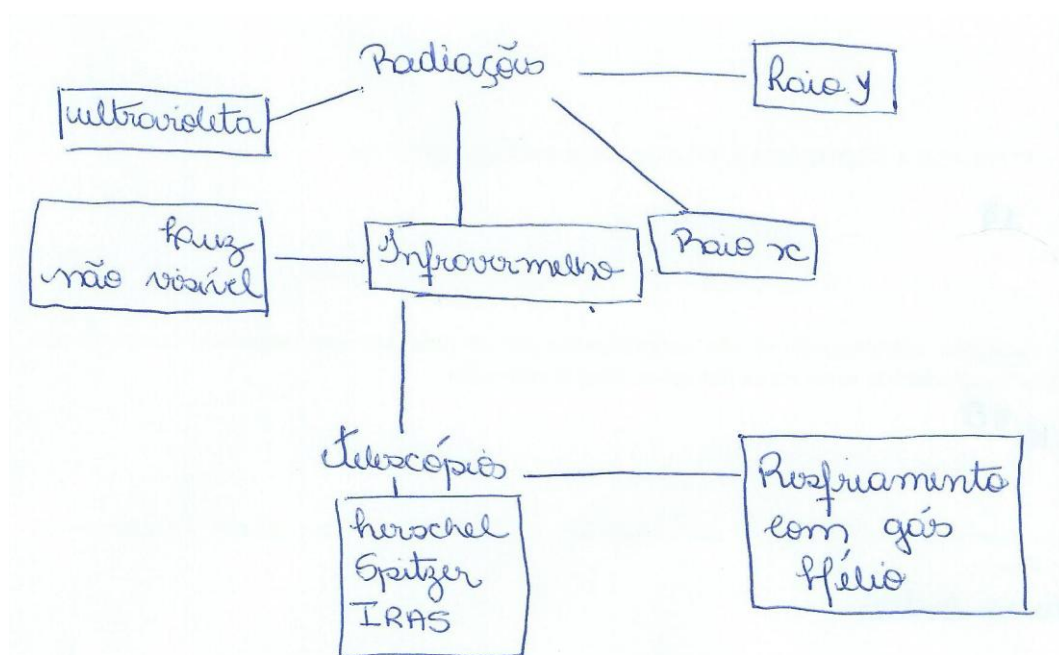 Radiações
Raio y
ultravioleta
Luz
não visível
Infravermelho
Raio x
telescópios
herschel
Spitzer
IRAS
Resfriamento
com gás
Hélio